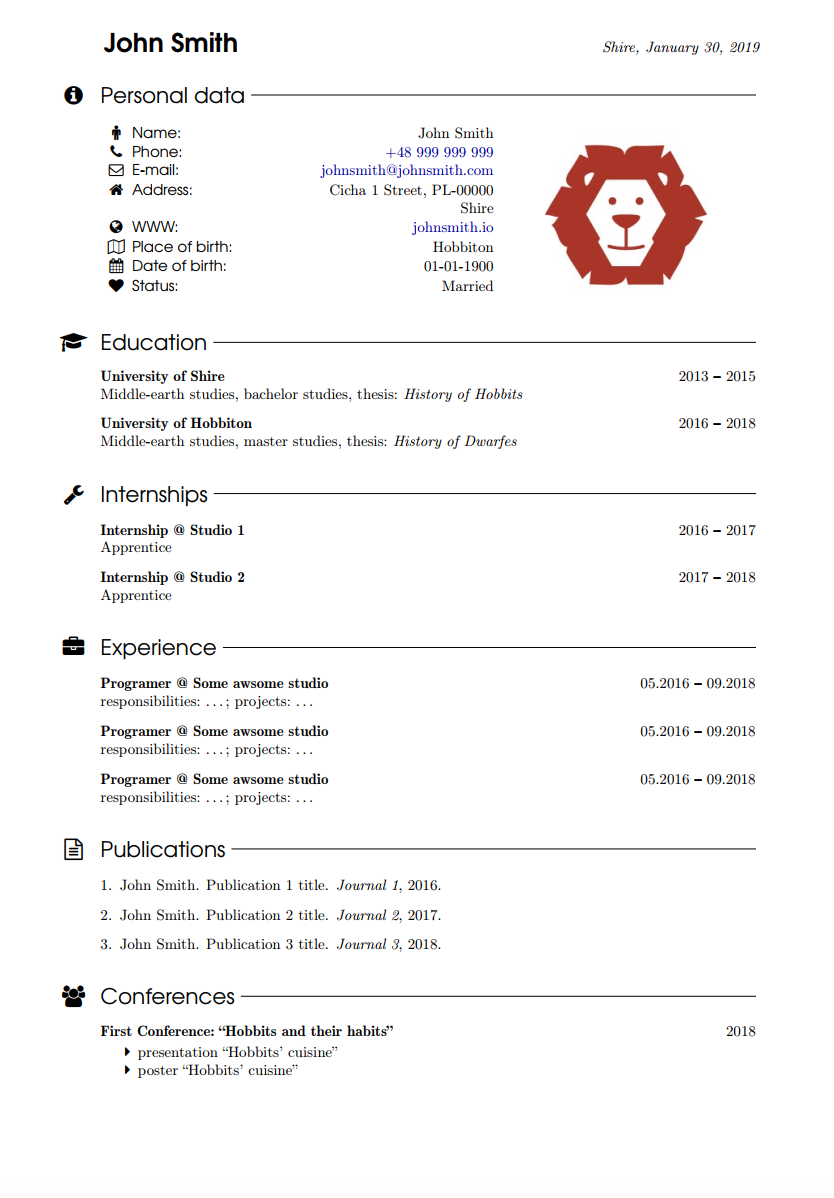 John Smith
Shire, January 30, 2019
Personal data
Name: John Smith
Phone: +48 999 999 999
E-mail: johnsmith@johnsmith.com
Address: Cicha 1 Street, PL-00000
Shire
WWW: johnsmith.io
Place of birth: Hobbiton
Date of birth: 01-01-1900
Status: Married
Education
University of Shire 2013 – 2015
Middle-earth studies, bachelor studies, thesis: History of Hobbits
University of Hobbiton 2016 – 2018
Middle-earth studies, master studies, thesis: History of Dwarfes
Internships
Internship @ Studio 1 2016 – 2017
Apprentice
Internship @ Studio 2 2017 – 2018
Apprentice
Experience
Programer @ Some awsome studio 05.2016 – 09.2018
responsibilities: ...; projects: ...
Programer @ Some awsome studio 05.2016 – 09.2018
responsibilities: ...; projects: ...
Programer @ Some awsome studio 05.2016 – 09.2018
responsibilities: ...; projects: ...
Publications
1. John Smith. Publication 1 title. Journal 1, 2016.
2. John Smith. Publication 2 title. Journal 2, 2017.
3. John Smith. Publication 3 title. Journal 3, 2018.
Conferences
First Conference: “Hobbits and their habits” 2018
presentation “Hobbits’ cuisine”
poster “Hobbits’ cuisine”